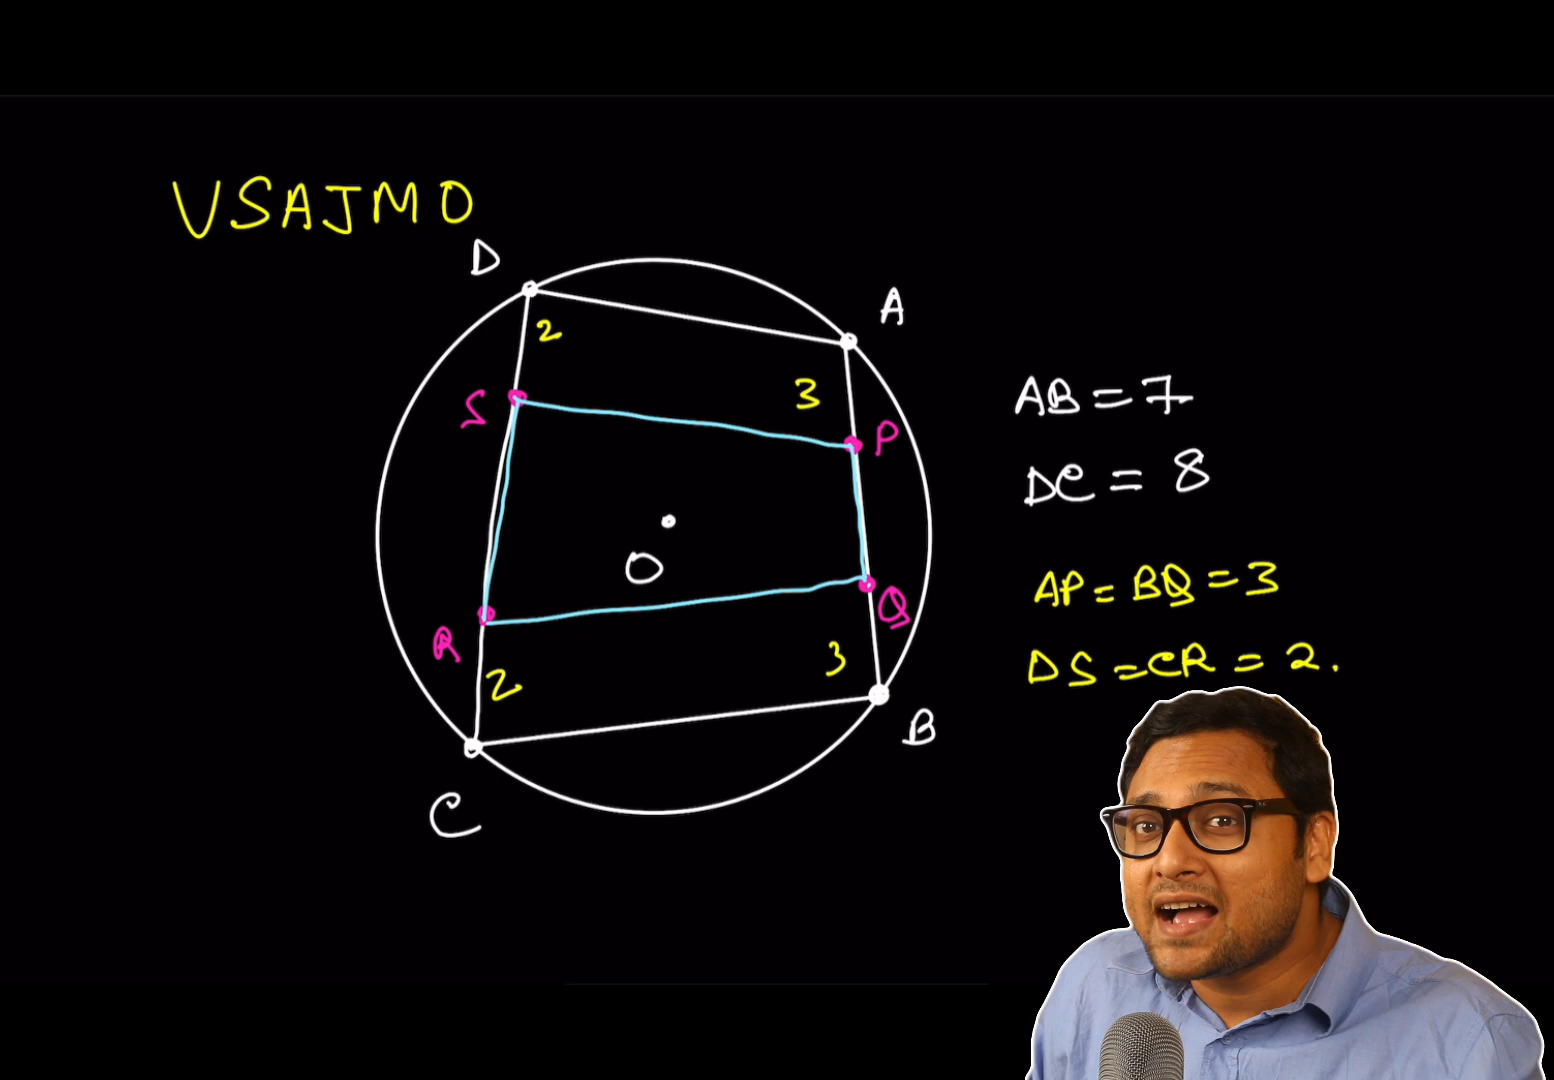 VSAJMO
D
A
2
3
S
P
AB = 7
DC = 8
O
AP = BQ = 3
Q
R
3
DS = CR = 2.
2
B
C